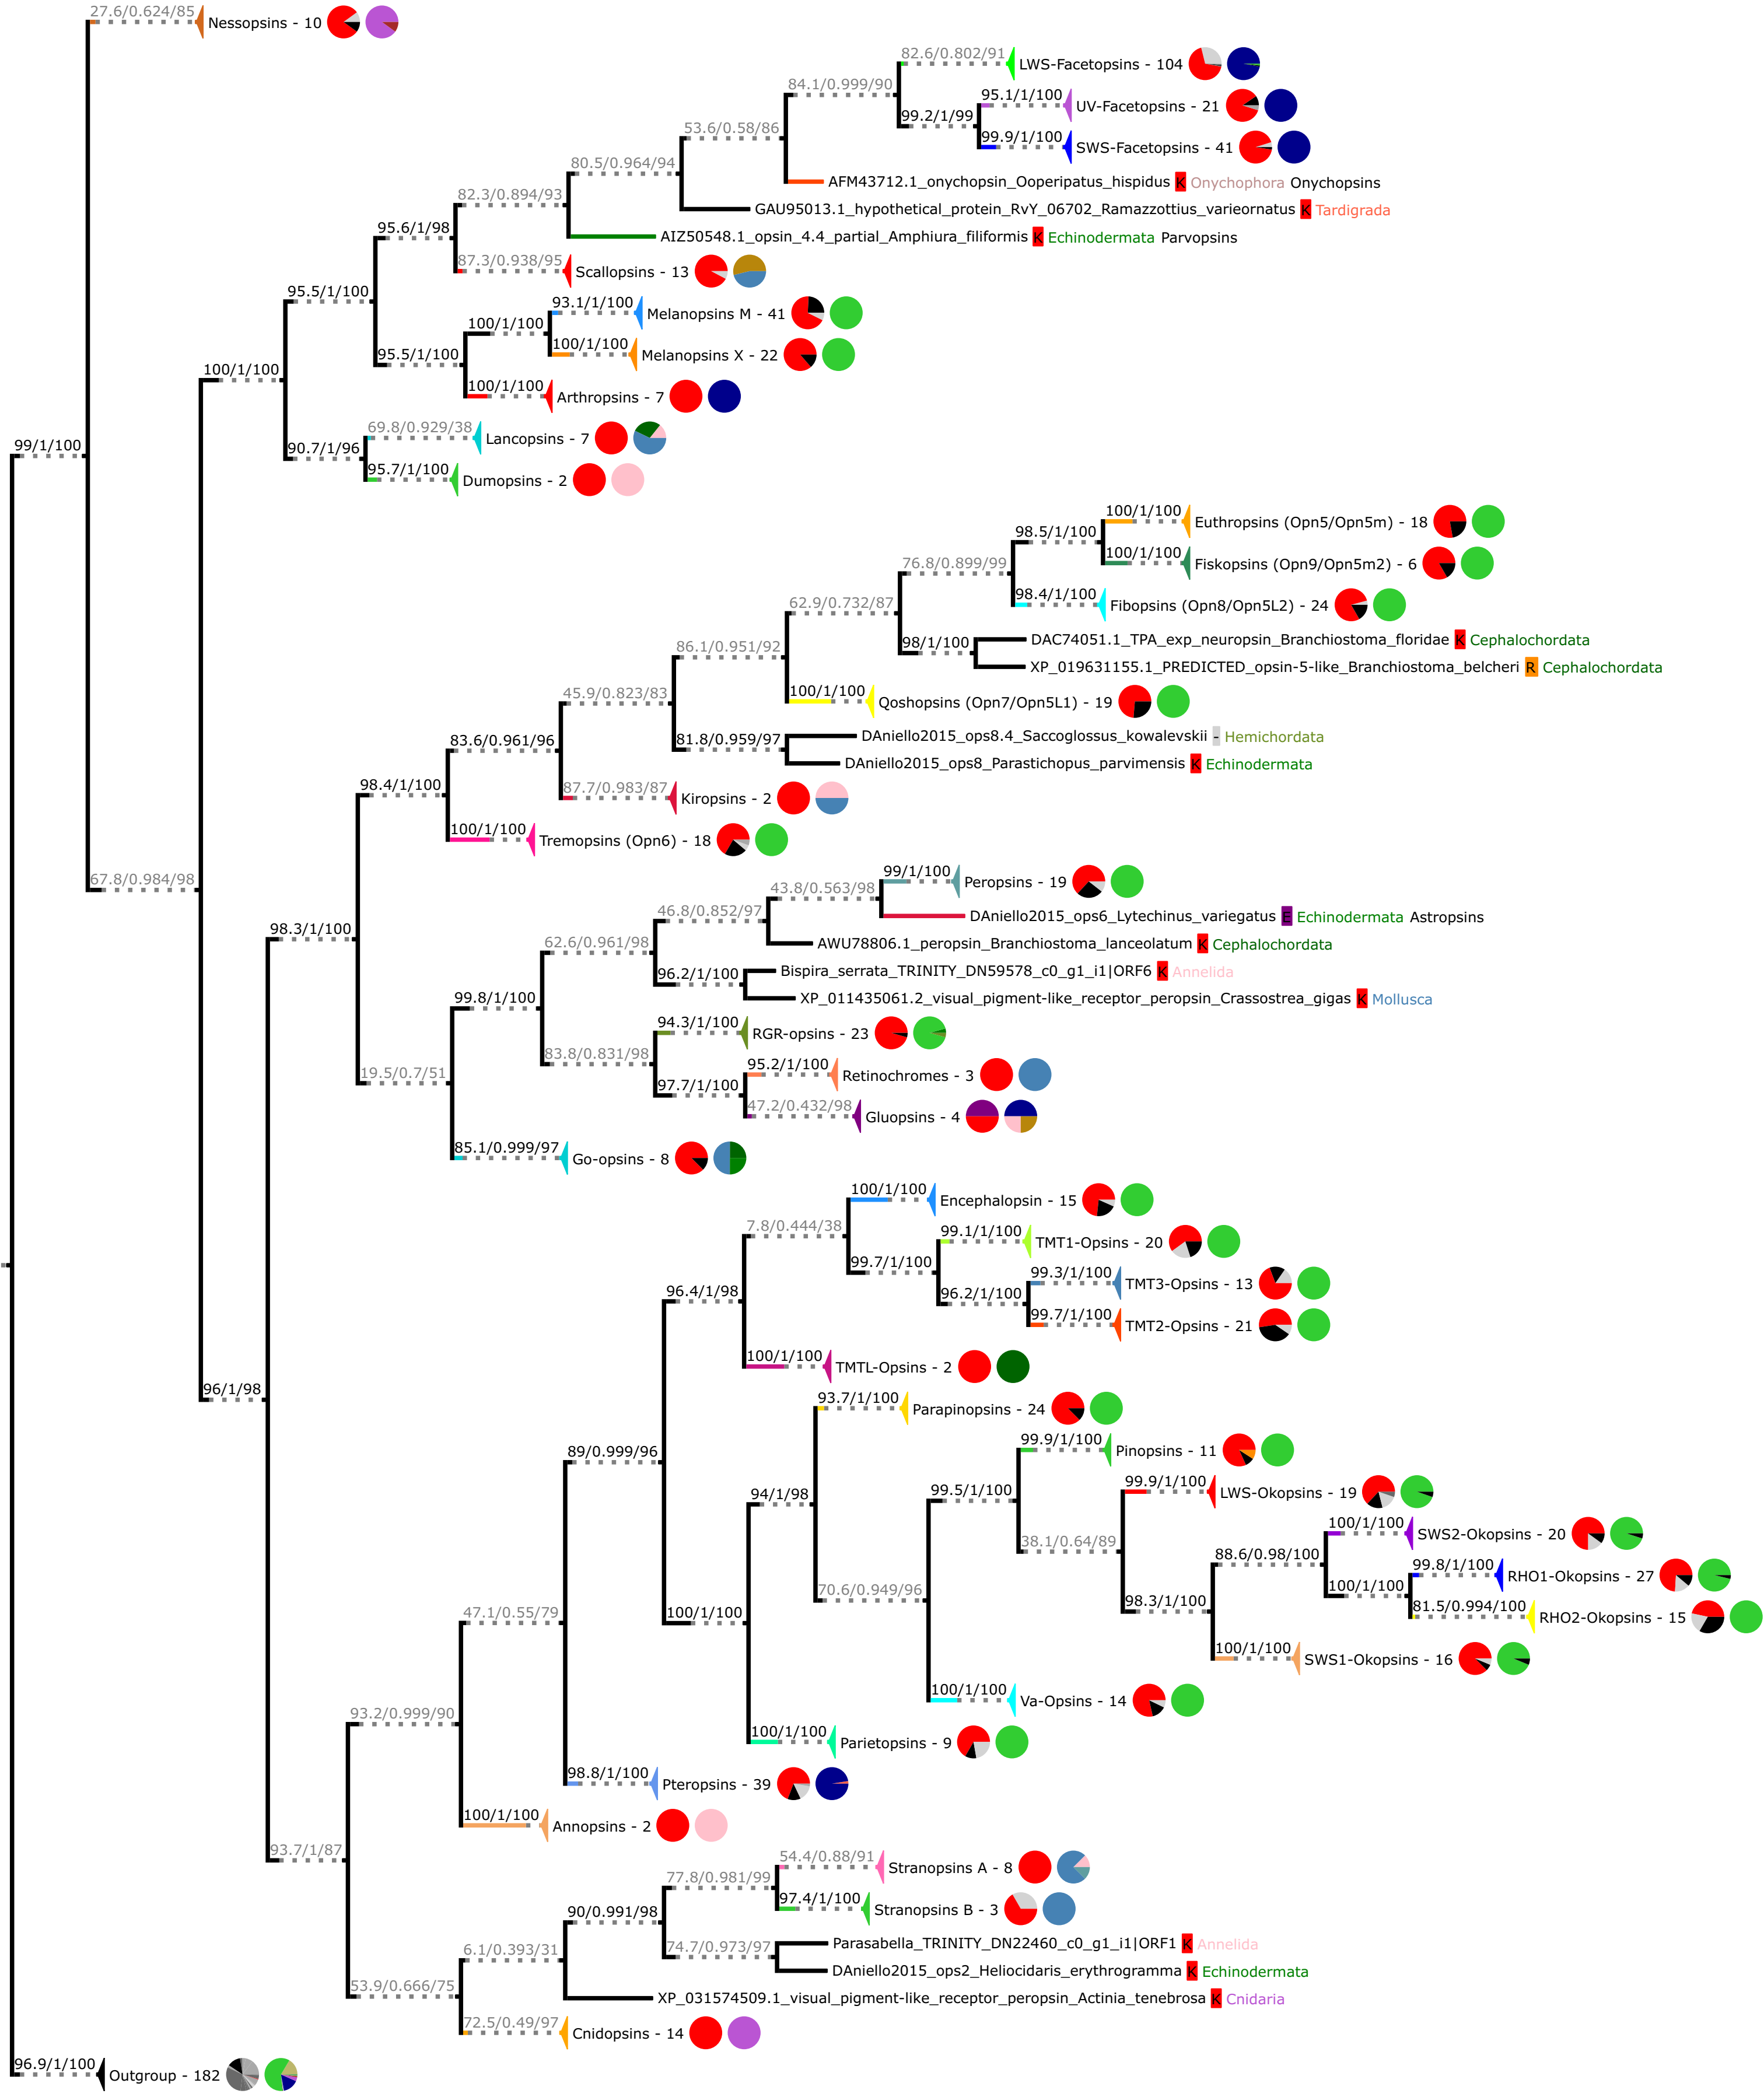 27.6/0.624/85
Nessopsins - 10
82.6/0.802/91
LWS-Facetopsins - 104
84.1/0.999/90
95.1/1/100
UV-Facetopsins - 21
99.2/1/99
53.6/0.58/86
99.9/1/100
SWS-Facetopsins - 41
80.5/0.964/94
AFM43712.1_onychopsin_Ooperipatus_hispidus K Onychophora Onychopsins
82.3/0.894/93
GAU95013.1_hypothetical_protein_RvY_06702_Ramazzottius_varieornatus K Tardigrada
95.6/1/98
AIZ50548.1_opsin_4.4_partial_Amphiura_filiformis K Echinodermata Parvopsins
87.3/0.938/95
Scallopsins - 13
95.5/1/100
93.1/1/100
Melanopsins M - 41
100/1/100
100/1/100
Melanopsins X - 22
95.5/1/100
100/1/100
100/1/100
Arthropsins - 7
69.8/0.929/38
Lancopsins - 7
99/1/100
90.7/1/96
95.7/1/100
Dumopsins - 2
100/1/100
Euthropsins (Opn5/Opn5m) - 18
98.5/1/100
100/1/100
Fiskopsins (Opn9/Opn5m2) - 6
76.8/0.899/99
98.4/1/100
Fibopsins (Opn8/Opn5L2) - 24
62.9/0.732/87
DAC74051.1_TPA_exp_neuropsin_Branchiostoma_floridae K Cephalochordata
98/1/100
86.1/0.951/92
XP_019631155.1_PREDICTED_opsin-5-like_Branchiostoma_belcheri R Cephalochordata
45.9/0.823/83
100/1/100
Qoshopsins (Opn7/Opn5L1) - 19
83.6/0.961/96
81.8/0.959/97
DAniello2015_ops8.4_Saccoglossus_kowalevskii - Hemichordata
DAniello2015_ops8_Parastichopus_parvimensis K Echinodermata
98.4/1/100
87.7/0.983/87
Kiropsins - 2
100/1/100
Tremopsins (Opn6) - 18
67.8/0.984/98
99/1/100
Peropsins - 19
43.8/0.563/98
46.8/0.852/97
DAniello2015_ops6_Lytechinus_variegatus E Echinodermata Astropsins
98.3/1/100
AWU78806.1_peropsin_Branchiostoma_lanceolatum K Cephalochordata
62.6/0.961/98
96.2/1/100
Bispira_serrata_TRINITY_DN59578_c0_g1_i1|ORF6 K Annelida
99.8/1/100
XP_011435061.2_visual_pigment-like_receptor_peropsin_Crassostrea_gigas K Mollusca
94.3/1/100
RGR-opsins - 23
83.8/0.831/98
19.5/0.7/51
95.2/1/100
Retinochromes - 3
97.7/1/100
47.2/0.432/98
Gluopsins - 4
85.1/0.999/97
Go-opsins - 8
100/1/100
Encephalopsin - 15
7.8/0.444/38
99.1/1/100
TMT1-Opsins - 20
99.7/1/100
99.3/1/100
TMT3-Opsins - 13
96.4/1/98
96.2/1/100
99.7/1/100
TMT2-Opsins - 21
100/1/100
TMTL-Opsins - 2
96/1/98
93.7/1/100
Parapinopsins - 24
89/0.999/96
99.9/1/100
Pinopsins - 11
94/1/98
99.5/1/100
99.9/1/100
LWS-Okopsins - 19
38.1/0.64/89
100/1/100
SWS2-Okopsins - 20
88.6/0.98/100
99.8/1/100
RHO1-Okopsins - 27
70.6/0.949/96
100/1/100
98.3/1/100
81.5/0.994/100
RHO2-Okopsins - 15
100/1/100
47.1/0.55/79
100/1/100
SWS1-Okopsins - 16
100/1/100
Va-Opsins - 14
93.2/0.999/90
100/1/100
Parietopsins - 9
98.8/1/100
Pteropsins - 39
100/1/100
Annopsins - 2
93.7/1/87
54.4/0.88/91
Stranopsins A - 8
77.8/0.981/99
97.4/1/100
Stranopsins B - 3
90/0.991/98
74.7/0.973/97
Parasabella_TRINITY_DN22460_c0_g1_i1|ORF1 K Annelida
6.1/0.393/31
DAniello2015_ops2_Heliocidaris_erythrogramma K Echinodermata
53.9/0.666/75
XP_031574509.1_visual_pigment-like_receptor_peropsin_Actinia_tenebrosa K Cnidaria
72.5/0.49/97
Cnidopsins - 14
96.9/1/100
Outgroup - 182